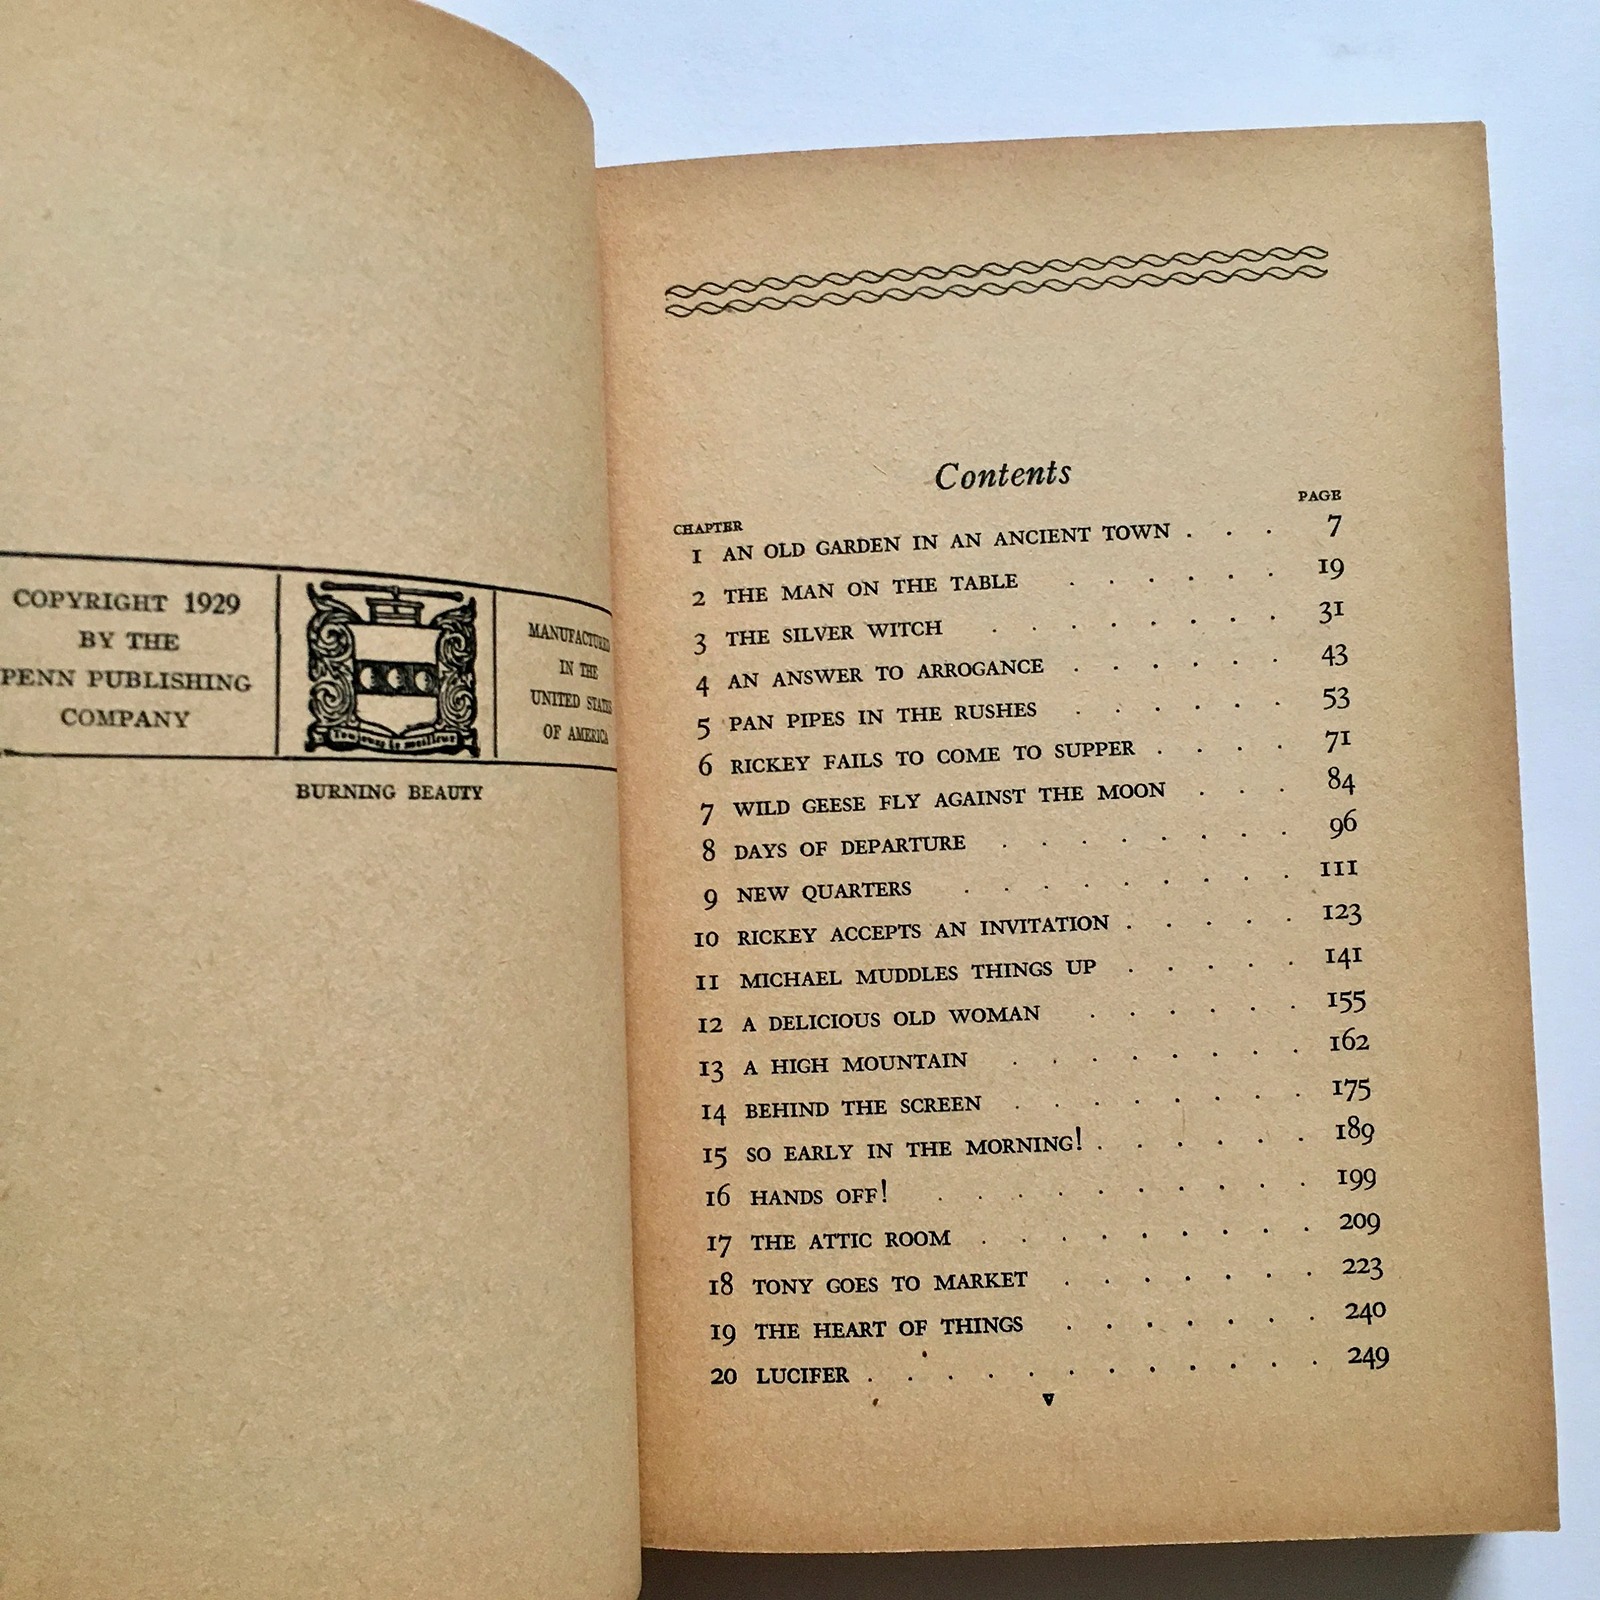 COPYRIGHT 1929
BY THE
PENN PUBLISHING
COMPANY
Toujours le meilleur
MANUFACTURED
IN THE
UNITED STATES
OF AMERICA
BURNING BEAUTY
Contents
CHAPTER PAGE
1 AN OLD GARDEN IN AN ANCIENT TOWN . . . 7
2 THE MAN ON THE TABLE . . . . . . 19
3 THE SILVER WITCH . . . . . . . . 31
4 AN ANSWER TO ARROGANCE . . . . . . 43
5 PAN PIPES IN THE RUSHES . . . . . . 53
6 RICKEY FAILS TO COME TO SUPPER . . . . 71
7 WILD GEESE FLY AGAINST THE MOON . . . 84
8 DAYS OF DEPARTURE . . . . . . . . 96
9 NEW QUARTERS . . . . . . . . . 111
10 RICKEY ACCEPTS AN INVITATION . . . . . 123
11 MICHAEL MUDDLES THINGS UP . . . . . 141
12 A DELICIOUS OLD WOMAN . . . . . . 155
13 A HIGH MOUNTAIN . . . . . . . . 162
14 BEHIND THE SCREEN . . . . . . . . 175
15 SO EARLY IN THE MORNING! . . . . . . 189
16 HANDS OFF! . . . . . . . . . . 199
17 THE ATTIC ROOM . . . . . . . . . 209
18 TONY GOES TO MARKET . . . . . . . 223
19 THE HEART OF THINGS . . . . . . . 240
20 LUCIFER . . . . . . . . . . . . 249